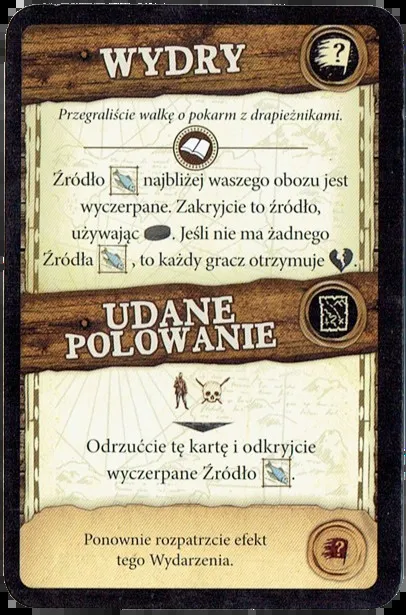 WYDRY
?
Przegraliście walkę o pokarm z drapieżnikami.
Źródło najbliżej waszego obozu jest
wyczerpane. Zakryjcie to źródło,
używając . Jeśli nie ma żadnego
Źródła , to każdy gracz otrzymuje .
UDANE
POLOWANIE
Odrzućcie tę kartę i odkryjcie
wyczerpane Źródło .
Ponownie rozpatrzcie efekt
tego Wydarzenia.
?